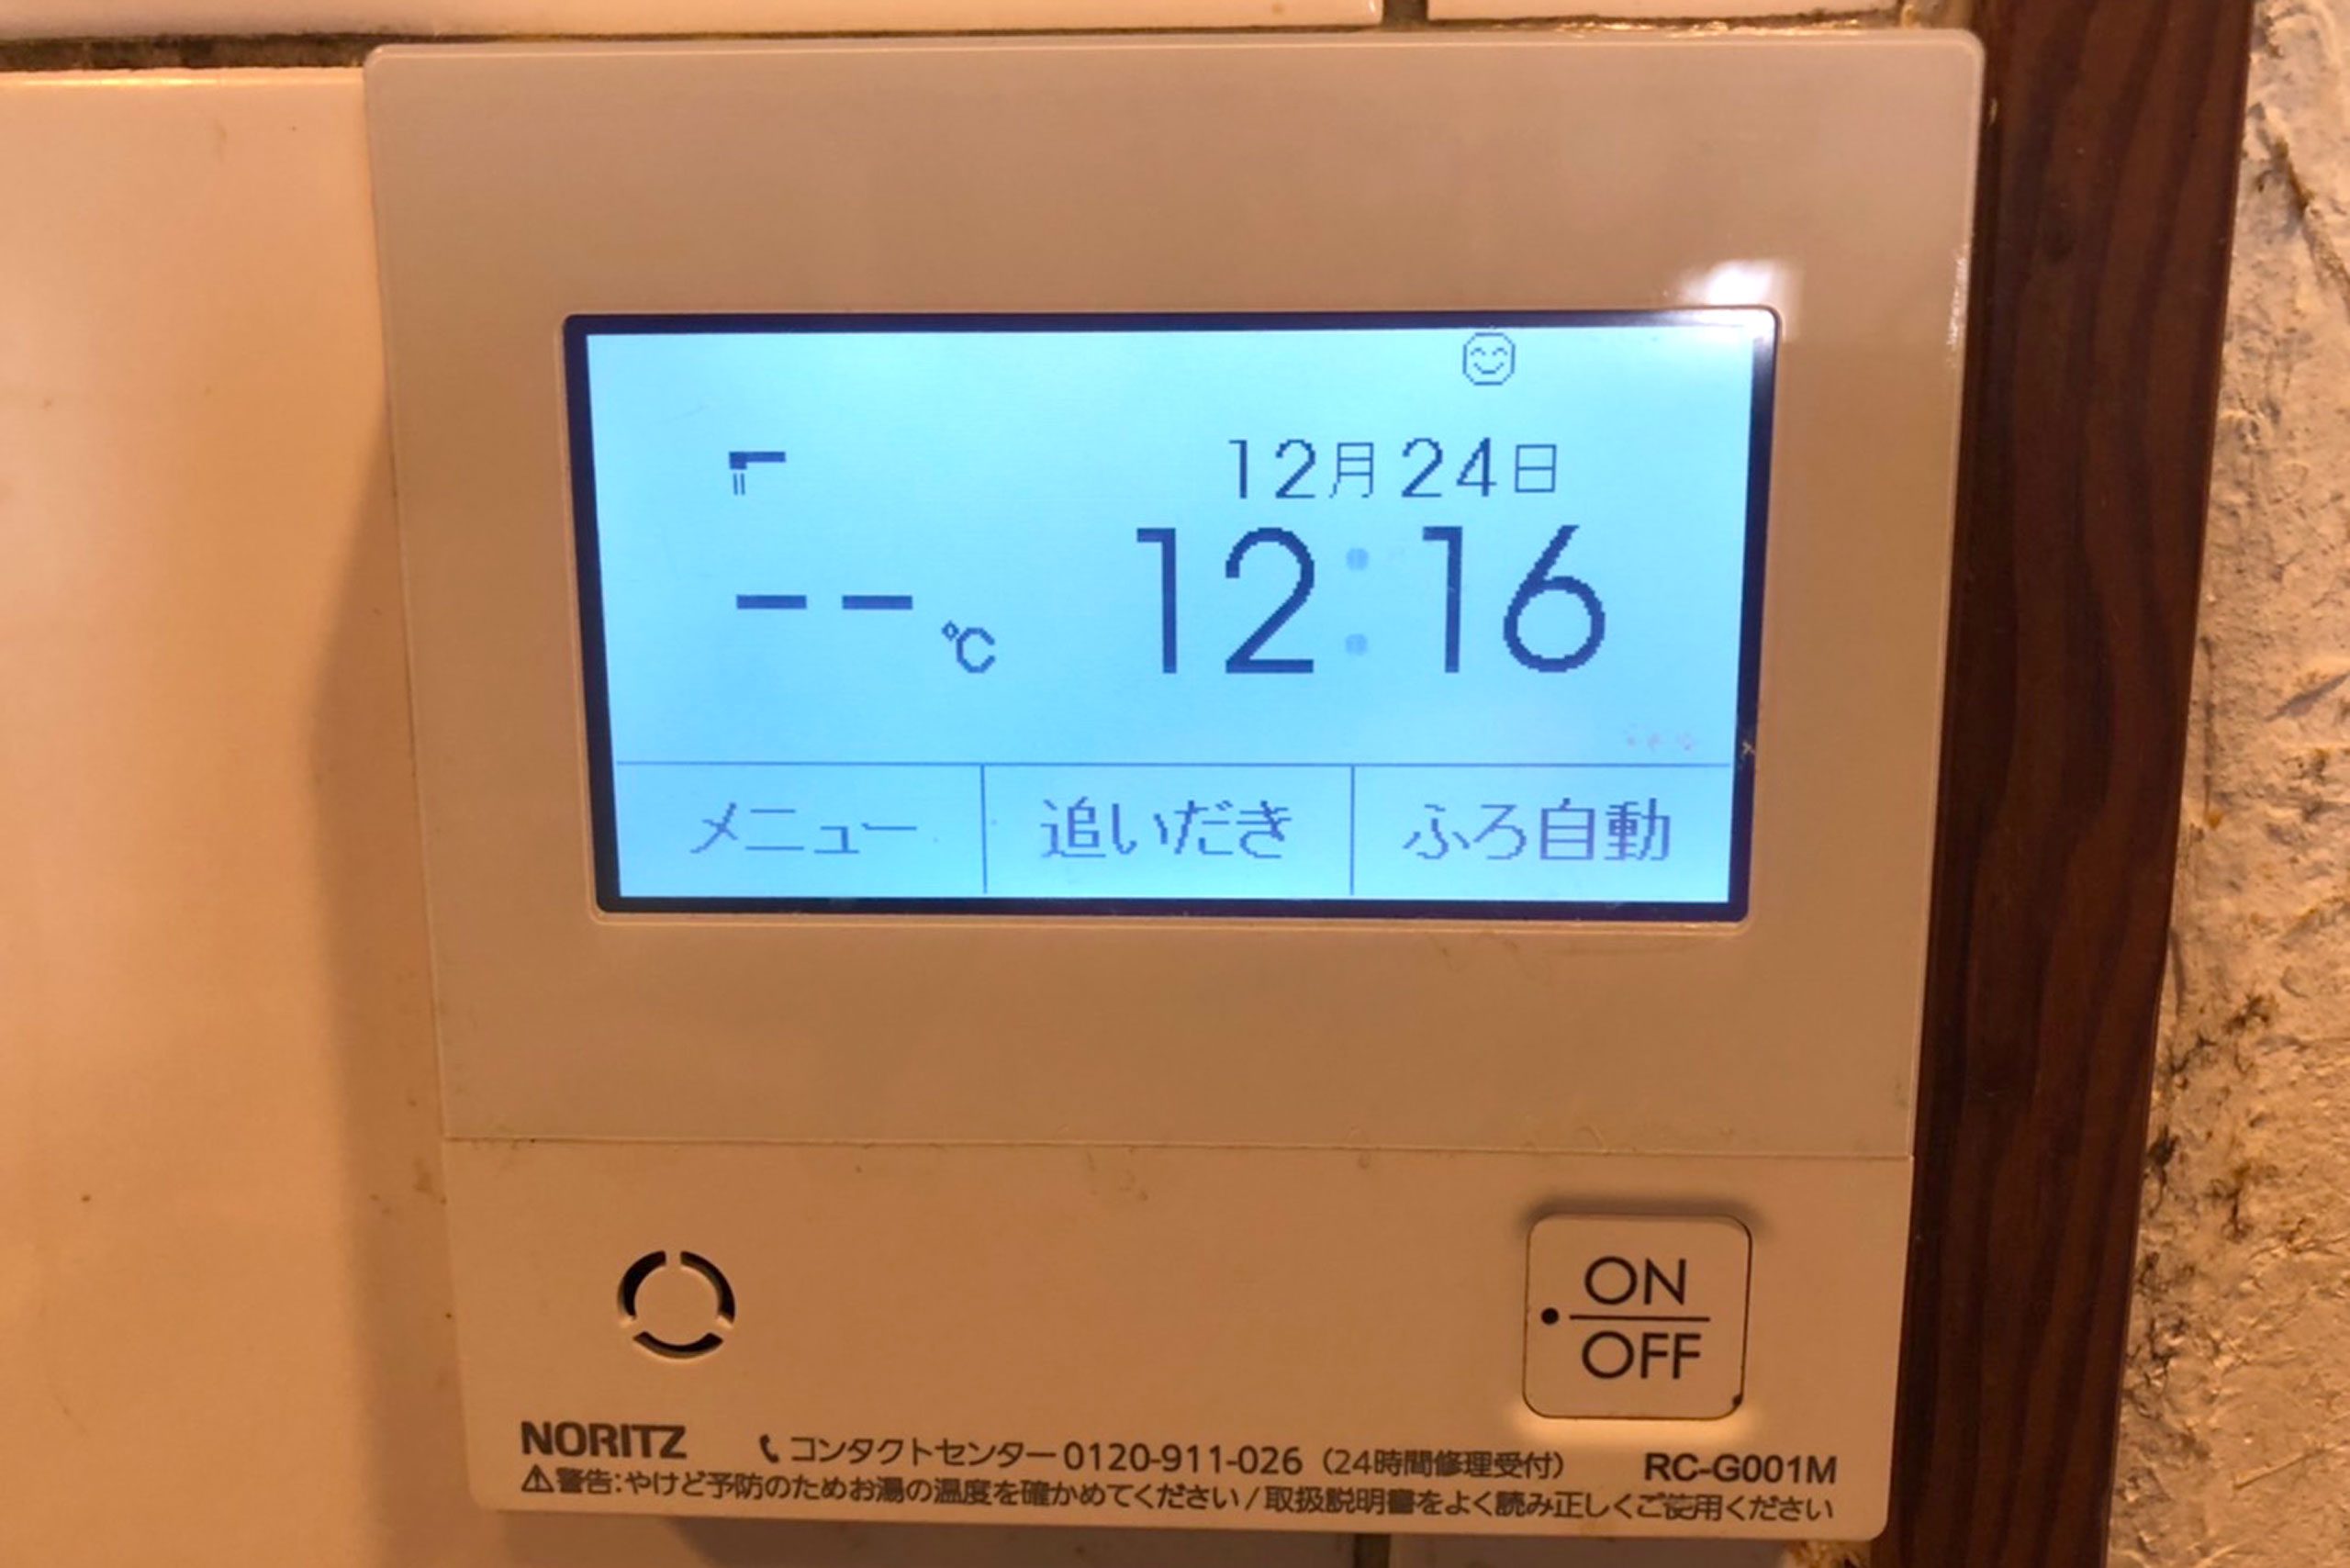 12月24日
--℃ 12:16
メニュー 追いだき ふろ自動
ON
OFF
NORITZ コンタクトセンター 0120-911-026（24時間修理受付） RC-G001M
⚠警告:やけど予防のためお湯の温度を確かめてください/取扱説明書をよく読み正しくご使用ください